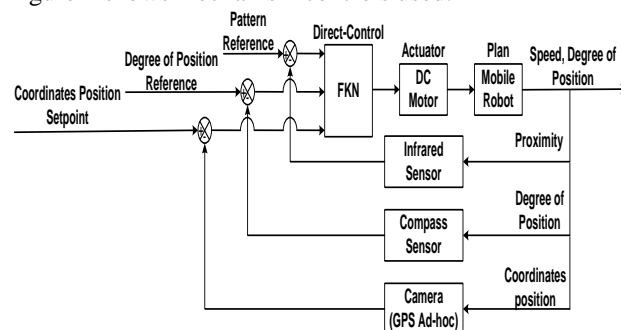 Pattern
Reference
Direct-Control
Degree of Position
Reference
Coordinates Position
Setpoint
FKN
Actuator
DC
Motor
Plan
Mobile
Robot
Speed, Degree of
Position
Infrared
Sensor
Proximity
Compass
Sensor
Degree of
Position
Camera
(GPS Ad-hoc)
Coordinates
position